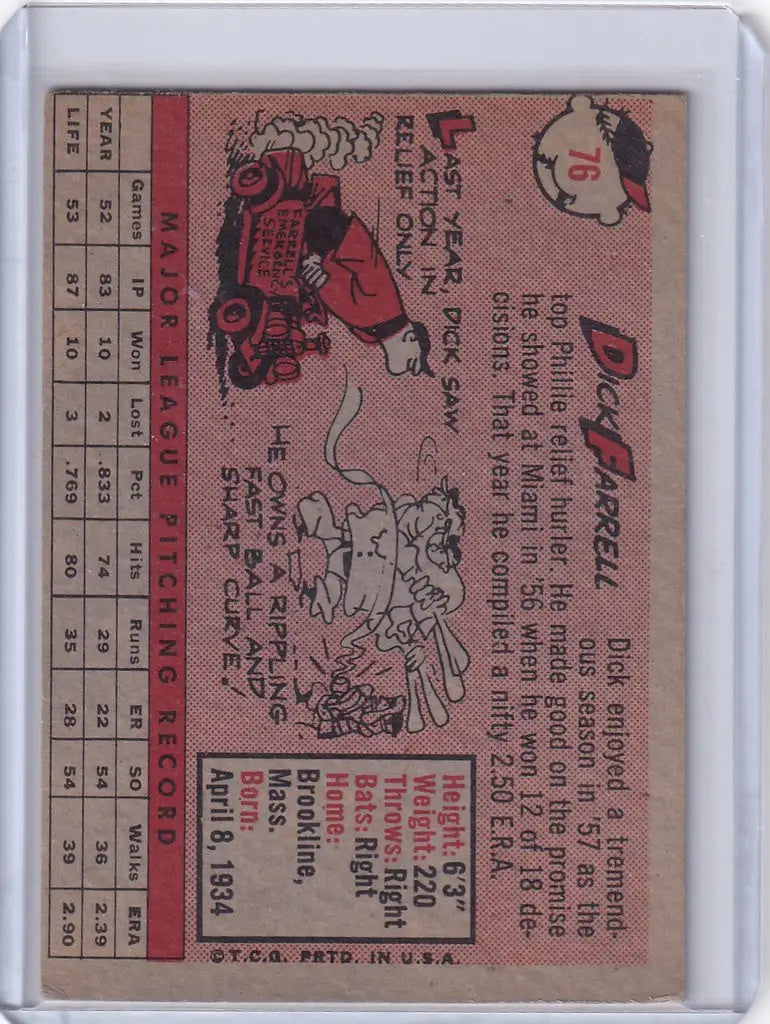 76
DICK FARRELL
Dick enjoyed a tremend-
ous season in '57 as the
top Phillie relief hurler. He made good on the promise
he showed at Miami in '56 when he won 12 of 18 de-
cisions. That year he compiled a nifty 2.50 E.R.A.
LAST YEAR, DICK SAW
ACTION IN
RELIEF ONLY
FARRELL'S
EMERGENCY
SERVICE
HE OWNS A RIPPLING
FAST BALL AND
SHARP CURVE!
Height: 6'3"
Weight: 220
Throws: Right
Bats: Right
Home:
Brookline,
Mass.
Born:
April 8, 1934
©T.C.G. PRTD. IN U.S.A.
MAJOR LEAGUE PITCHING RECORD
Games IP Won Lost Pct Hits Runs ER SO Walks ERA
YEAR 52 83 10 2 .833 74 29 22 54 36 2.39
LIFE 53 87 10 3 .769 80 35 28 54 39 2.90